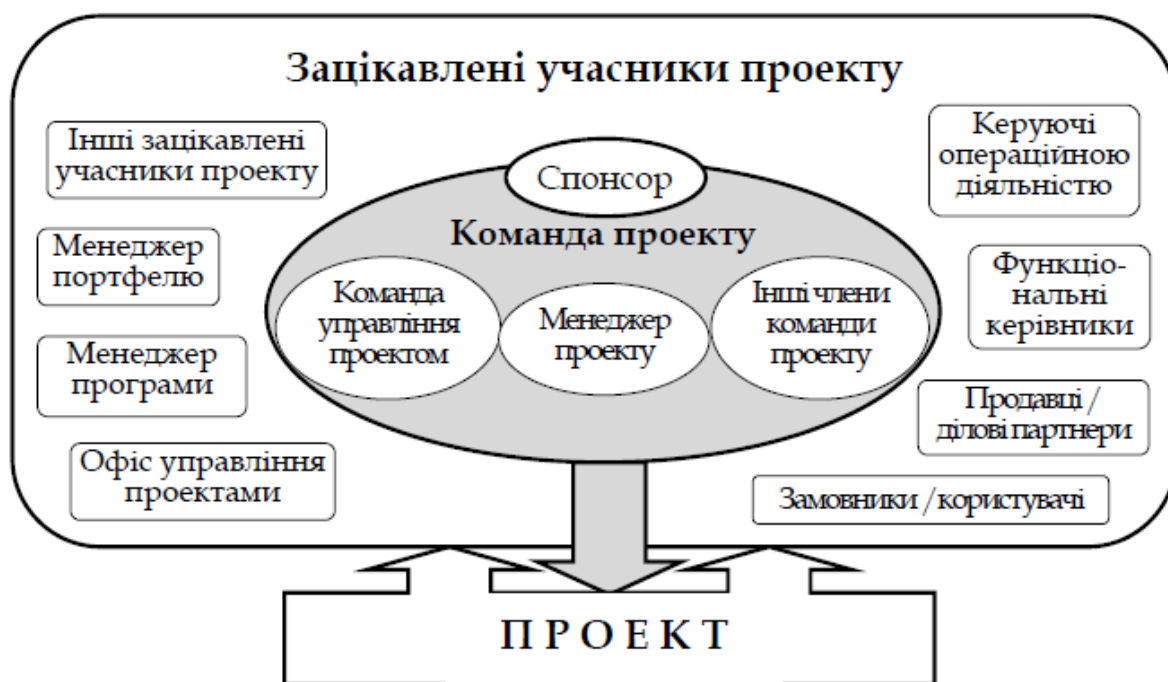 Зацікавлені учасники проекту
Інші зацікавлені
учасники проекту
Менеджер
портфелю
Менеджер
програми
Офіс управління
проектами
Спонсор
Команда проекту
Команда
управління
проектом
Менеджер
проекту
Інші члени
команди
проекту
Керуючі
операційною
діяльністю
Функціо-
нальні
керівники
Продавці /
ділові партнери
Замовники / користувачі
П Р О Е К Т